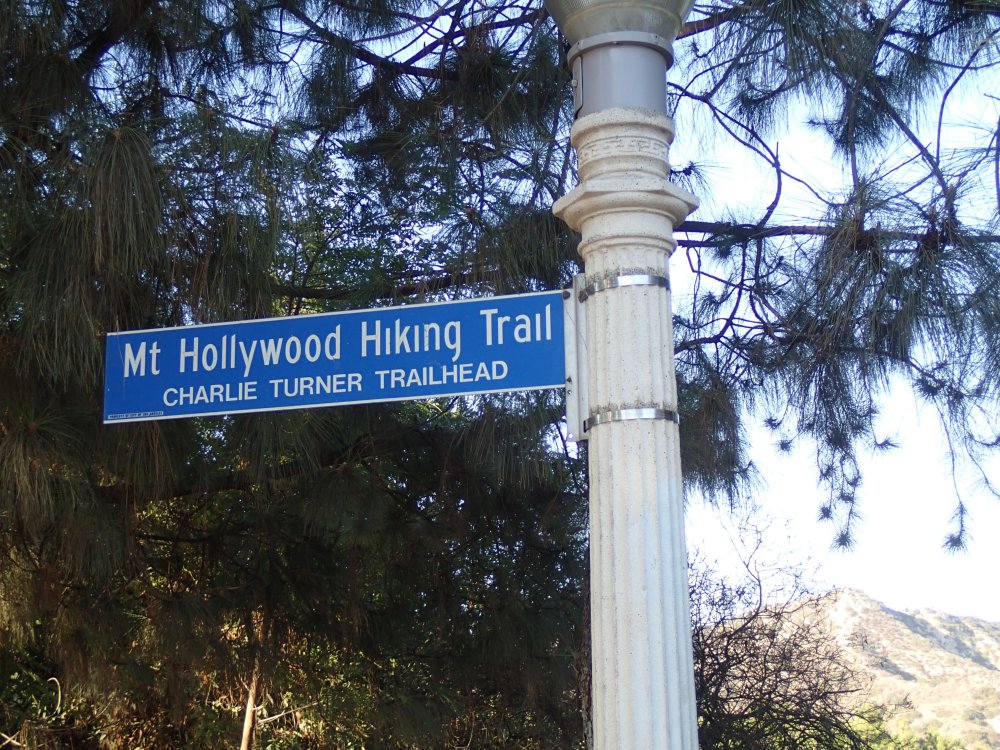 Mt Hollywood Hiking Trail
CHARLIE TURNER TRAILHEAD